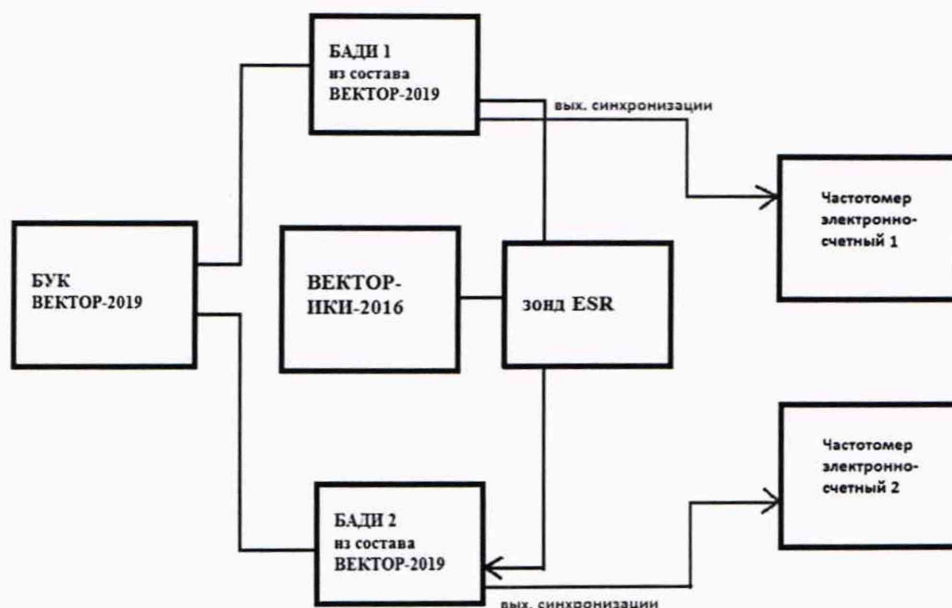 БАДИ 1
из состава
ВЕКТОР-2019
вых. синхронизации
Частотомер
электронно-
счетный 1
БУК
ВЕКТОР-2019
ВЕКТОР-
ИКИ-2016
зонд ESR
Частотомер
электронно-
счетный 2
БАДИ 2
из состава
ВЕКТОР-2019
вых. синхронизации